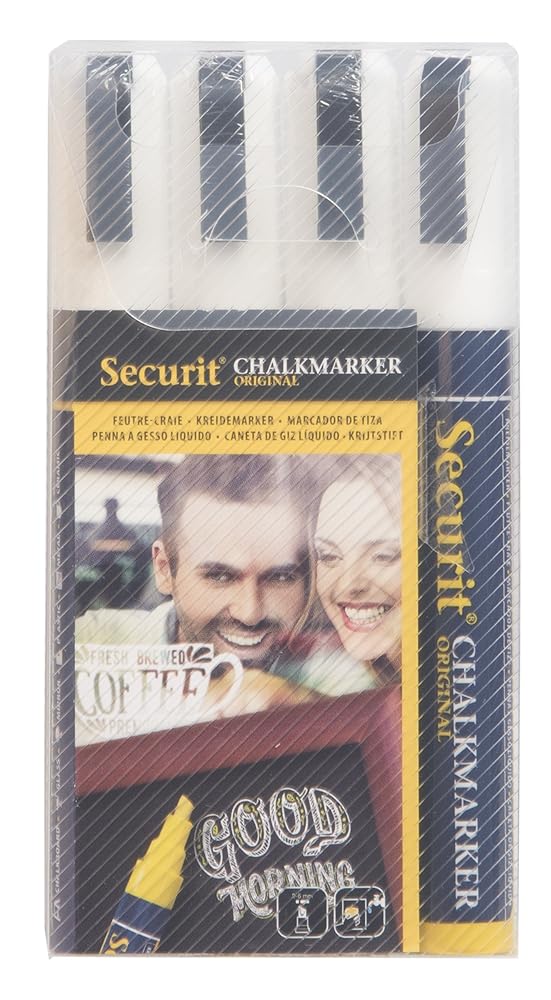 Securit® CHALKMARKER
ORIGINAL
FEUTRE-CRAIE • KREIDEMARKER • MARCADOR DE TIZA
PENNA A GESSO LIQUIDO • CANETA DE GIZ LÍQUIDO • KRIJTSTIFT
FRESH BREWED
COFFEE
GOOD
MORNING
Securit® CHALKMARKER
ORIGINAL